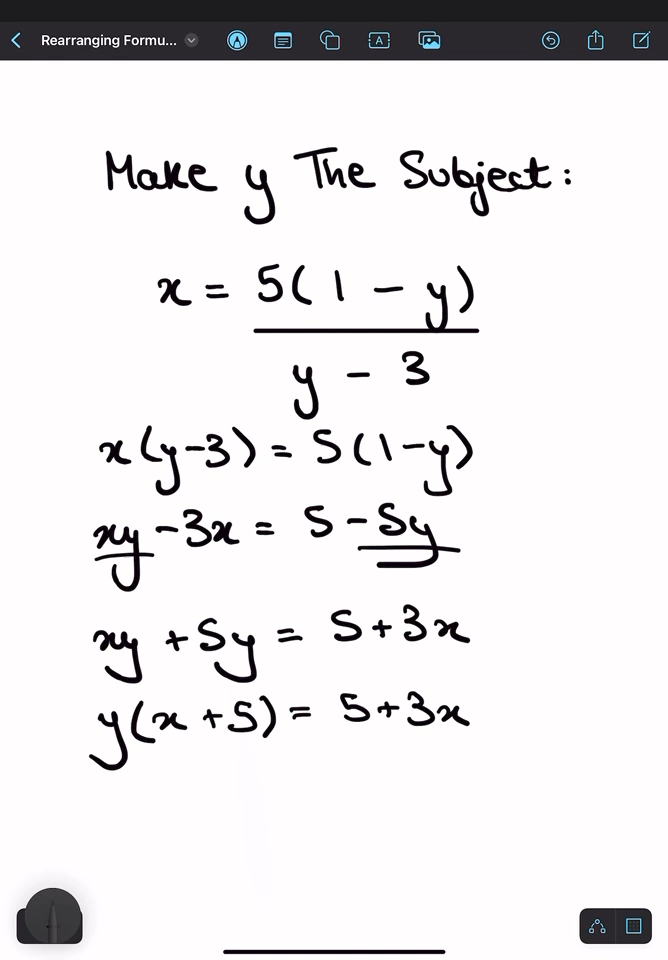 Rearranging Formu...
Make y The Subject:
x = 5(1 - y)
y - 3
x(y-3) = 5(1-y)
xy - 3x = 5 - 5y
xy + 5y = 5 + 3x
y(x + 5) = 5 + 3x